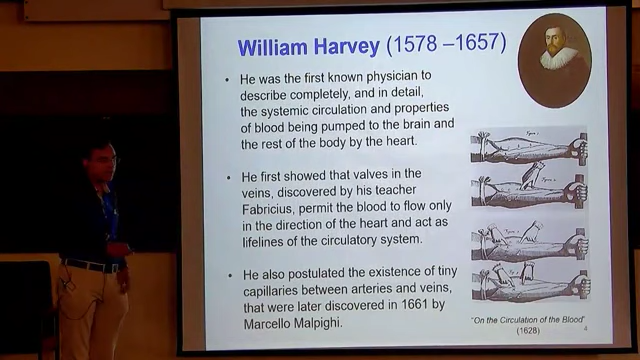 William Harvey (1578 –1657)
• He was the first known physician to
describe completely, and in detail,
the systemic circulation and properties
of blood being pumped to the brain and
the rest of the body by the heart.
• He first showed that valves in the
veins, discovered by his teacher
Fabricius, permit the blood to flow only
in the direction of the heart and act as
lifelines of the circulatory system.
• He also postulated the existence of tiny
capillaries between arteries and veins,
that were later discovered in 1661 by
Marcello Malpighi.
"On the Circulation of the Blood"
(1628)
4